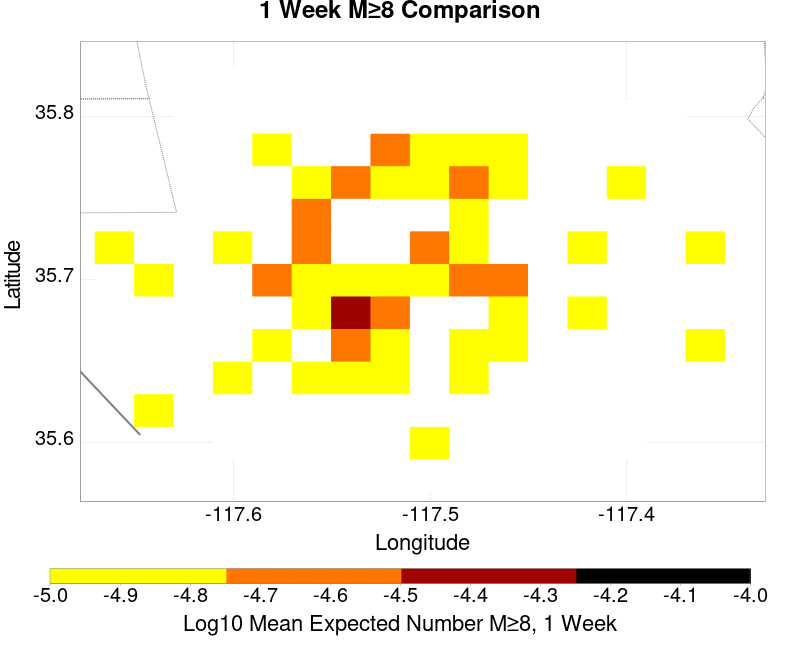 1 Week M≥8 Comparison
35.8
35.7
35.6
Latitude
-117.6 -117.5 -117.4
Longitude
-5.0 -4.9 -4.8 -4.7 -4.6 -4.5 -4.4 -4.3 -4.2 -4.1 -4.0
Log10 Mean Expected Number M≥8, 1 Week